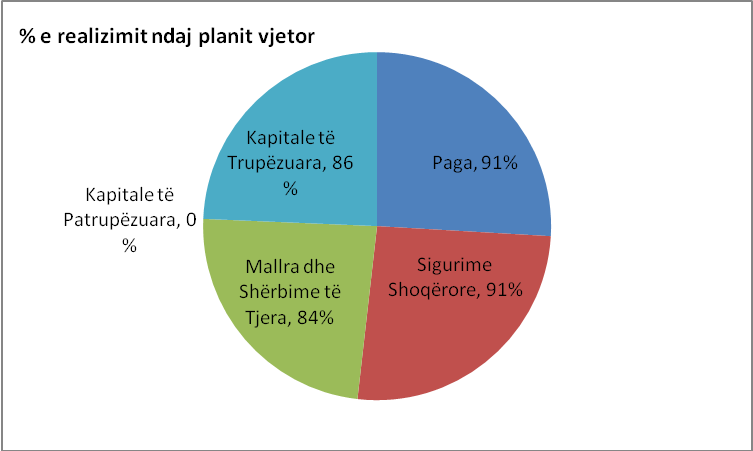 % e realizimit ndaj planit vjetor
Kapitale të
Trupëzuara, 86
%
Paga, 91%
Kapitale të
Patrupëzuara, 0
%
Mallra dhe
Shërbime të
Tjera, 84%
Sigurime
Shoqërore, 91%